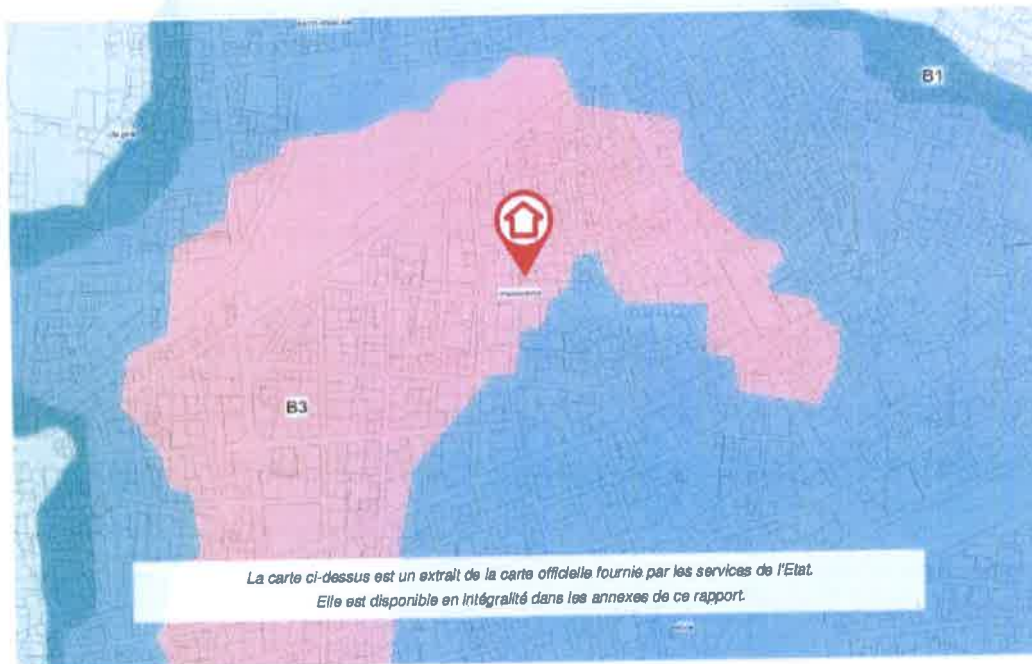 B1
B3
La carte ci-dessus est un extrait de la carte officielle fournie par les services de l'Etat.
Elle est disponible en intégralité dans les annexes de ce rapport.